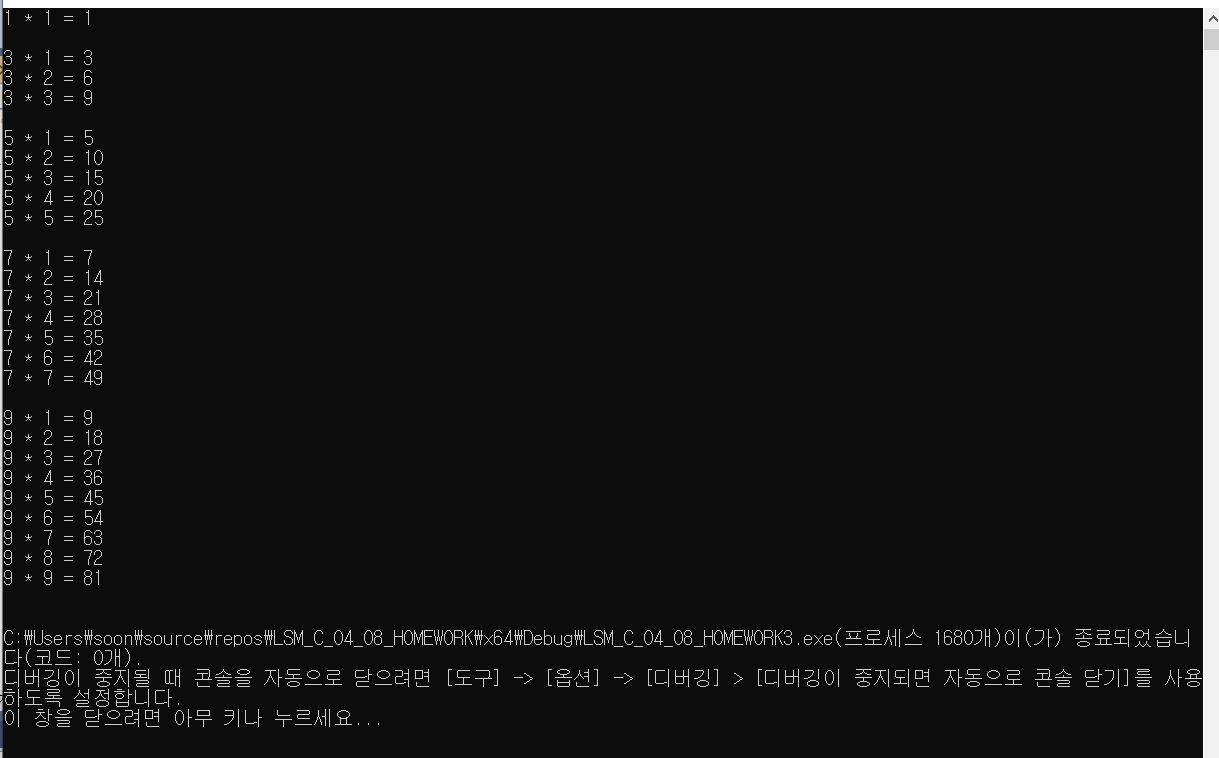 1 * 1 = 1
3 * 1 = 3
3 * 2 = 6
3 * 3 = 9
5 * 1 = 5
5 * 2 = 10
5 * 3 = 15
5 * 4 = 20
5 * 5 = 25
7 * 1 = 7
7 * 2 = 14
7 * 3 = 21
7 * 4 = 28
7 * 5 = 35
7 * 6 = 42
7 * 7 = 49
9 * 1 = 9
9 * 2 = 18
9 * 3 = 27
9 * 4 = 36
9 * 5 = 45
9 * 6 = 54
9 * 7 = 63
9 * 8 = 72
9 * 9 = 81
C:₩Users₩soon₩source₩repos₩LSM_C_04_08_HOMEWORK₩x64₩Debug₩LSM_C_04_08_HOMEWORK3.exe(프로세스 1680개)이(가) 종료되었습니
다(코드: 0개).
디버깅이 중지될 때 콘솔을 자동으로 닫으려면 [도구] -> [옵션] -> [디버깅] > [디버깅이 중지되면 자동으로 콘솔 닫기]를 사용
하도록 설정합니다.
이 창을 닫으려면 아무 키나 누르세요...